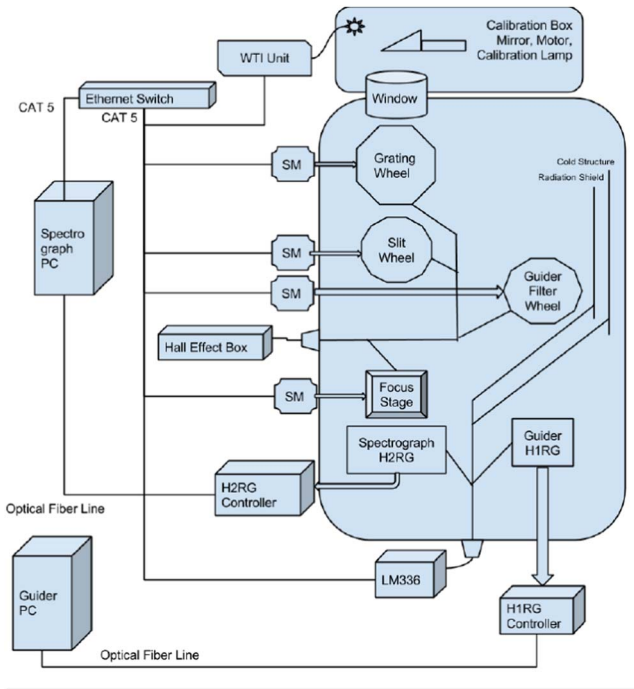 Calibration Box
Mirror, Motor,
Calibration Lamp
WTI Unit
Ethernet Switch
CAT 5
CAT 5
Window
Grating
Wheel
SM
Cold Structure
Radiation Shield
Spectro
graph
PC
Slit
Wheel
SM
Guider
Filter
Wheel
SM
Hall Effect Box
Focus
Stage
SM
Spectrograph
H2RG
Guider
H1RG
H2RG
Controller
Optical Fiber Line
LM336
Guider
PC
H1RG
Controller
Optical Fiber Line